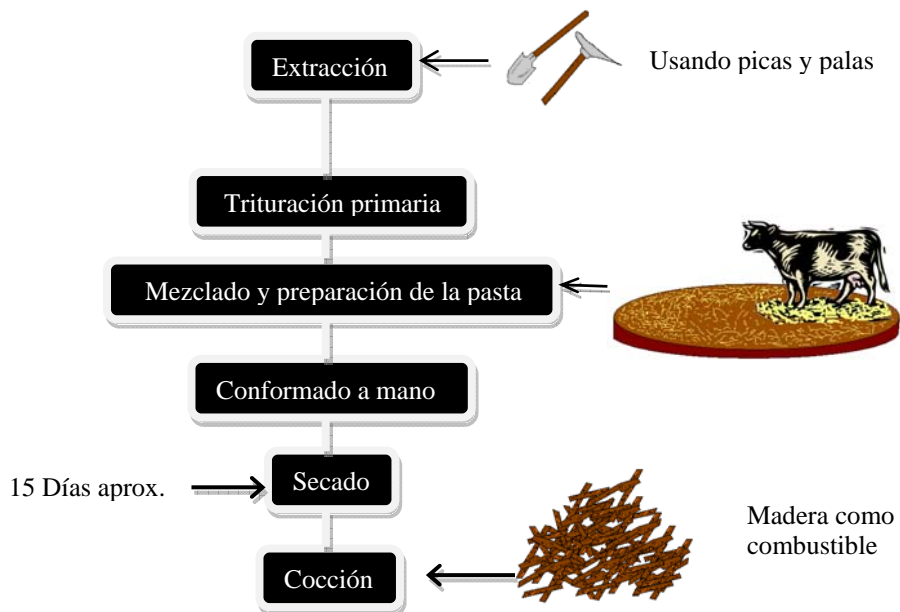 Extracción
Usando picas y palas
Trituración primaria
Mezclado y preparación de la pasta
Conformado a mano
15 Días aprox.
Secado
Madera como
combustible
Cocción